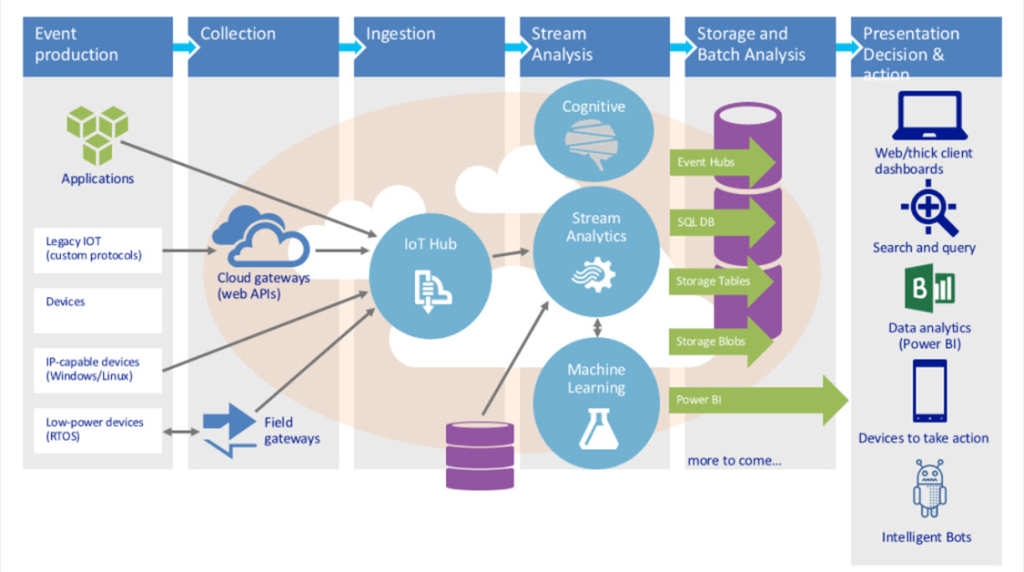 Event
production
Collection
Ingestion
Stream
Analysis
Storage and
Batch Analysis
Presentation
Decision &
action
Applications
Legacy IOT
(custom protocols)
Devices
IP-capable devices
(Windows/Linux)
Low-power devices
(RTOS)
Cloud gateways
(web APIs)
Field
gateways
IoT Hub
Cognitive
Stream
Analytics
Machine
Learning
Event Hubs
SQL DB
Storage Tables
Storage Blobs
Power BI
more to come…
Web/thick client
dashboards
Search and query
B
Data analytics
(Power BI)
Devices to take action
Intelligent Bots